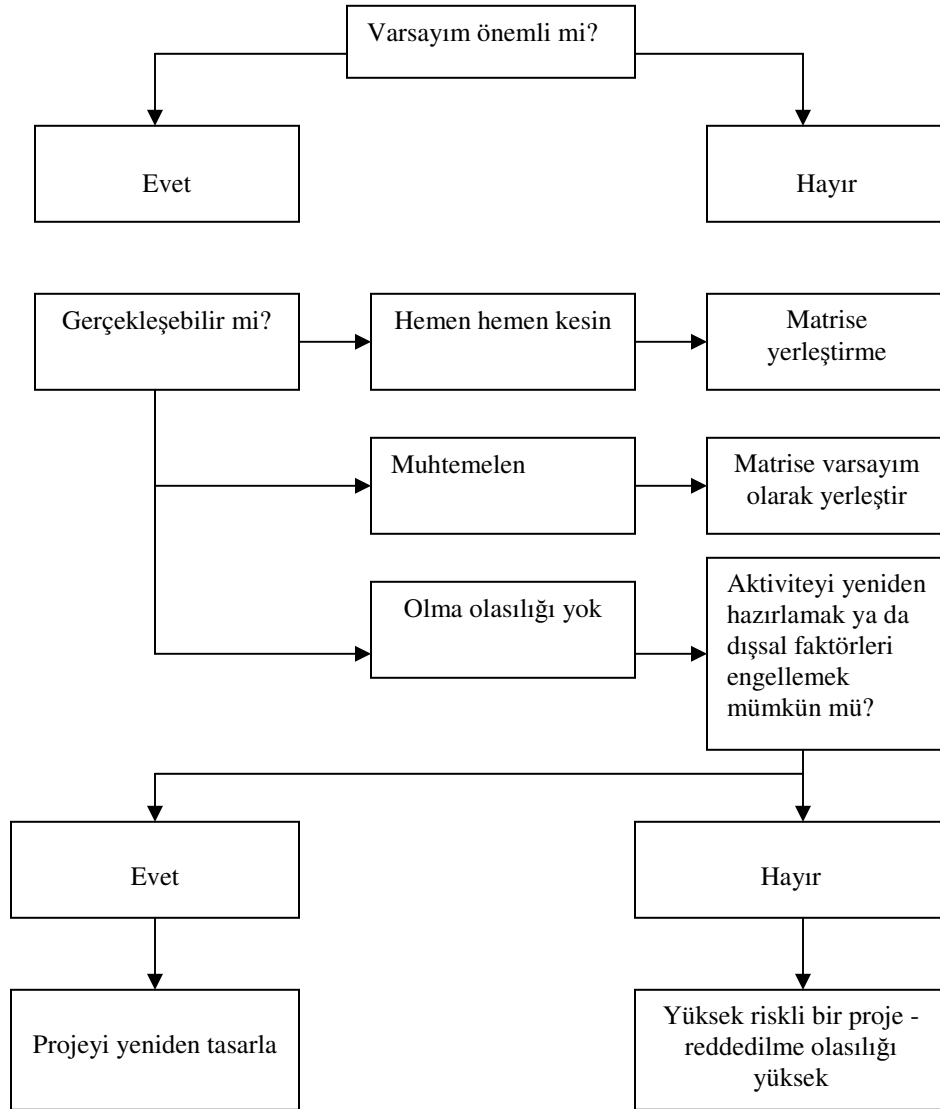 Varsayım önemli mi?
Evet
Hayır
Gerçekleşebilir mi?
Hemen hemen kesin
Matrise
yerleştirme
Muhtemelen
Matrise varsayım
olarak yerleştir
Olma olasılığı yok
Aktiviteyi yeniden
hazırlamak ya da
dışsal faktörleri
engellemek
mümkün mü?
Evet
Hayır
Projeyi yeniden tasarla
Yüksek riskli bir proje -
reddedilme olasılığı
yüksek